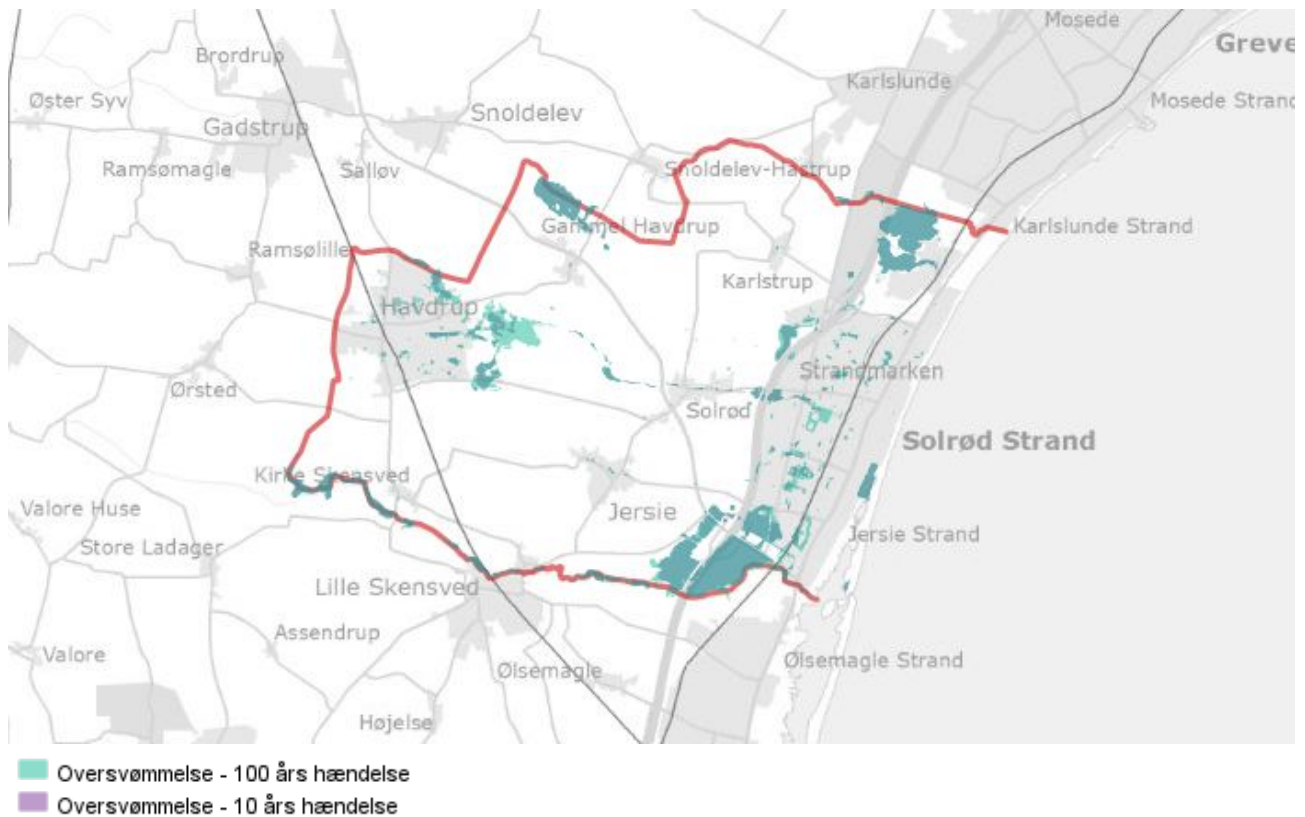 Mosede
Greve
Brordrup
Karlslunde
Øster Syv
Snoldelev
Mosede Strand
Gadstrup
Ramsømagle
Salløv
Snoldelev-Hastrup
Gammel Havdrup
Karlslunde Strand
Ramsølille
Karlstrup
Havdrup
Strandmarken
Ørsted
Solrød
Solrød Strand
Kirke Skensved
Valore Huse
Jersie
Jersie Strand
Store Ladager
Lille Skensved
Assendrup
Valore
Ølsemagle
Ølsemagle Strand
Højelse
Oversvømmelse - 100 års hændelse
Oversvømmelse - 10 års hændelse